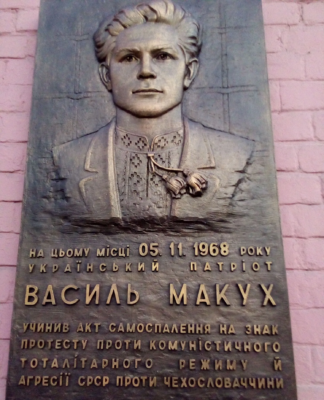 НА ЦЬОМУ МІСЦІ 05.11.1968 РОКУ
УКРАЇНСЬКИЙ ПАТРІОТ
ВАСИЛЬ МАКУХ
УЧИНИВ АКТ САМОСПАЛЕННЯ НА ЗНАК
ПРОТЕСТУ ПРОТИ КОМУНІСТИЧНОГО
ТОТАЛІТАРНОГО РЕЖИМУ Й
АГРЕСІЇ СРСР ПРОТИ ЧЕХОСЛОВАЧЧИНИ